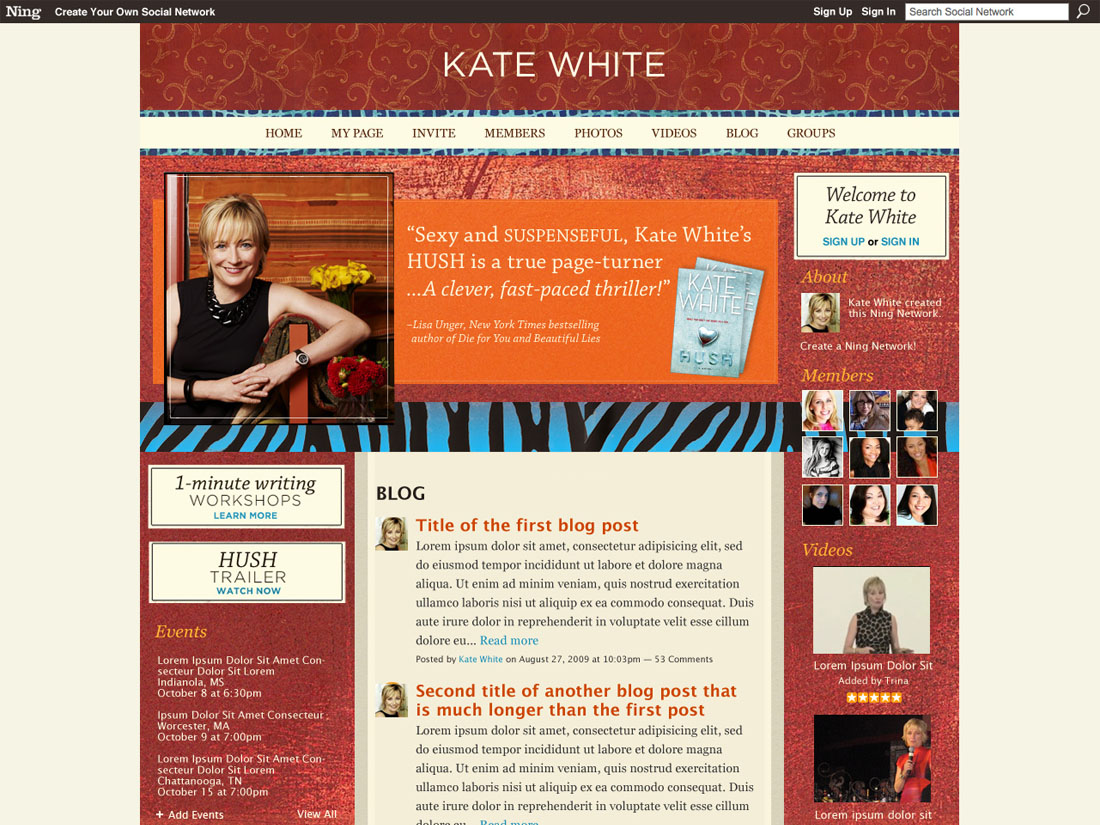 Ning Create Your Own Social Network Sign Up Sign In Search Social Network
KATE WHITE
HOME MY PAGE INVITE MEMBERS PHOTOS VIDEOS BLOG GROUPS
“Sexy and SUSPENSEFUL, Kate White’s
HUSH is a true page-turner
...A clever, fast-paced thriller!”
–Lisa Unger, New York Times bestselling
author of Die for You and Beautiful Lies
KATE
WHITE
HUSH
Welcome to
Kate White
SIGN UP or SIGN IN
About
Kate White created
this Ning Network.
Create a Ning Network!
Members
Videos
Lorem Ipsum Dolor Sit
Added by Trina
Lorem ipsum dolor sit
1-minute writing
WORKSHOPS
LEARN MORE
HUSH
TRAILER
WATCH NOW
Events
Lorem Ipsum Dolor Sit Amet Con-
secteur Dolor Sit Lorem
Indianola, MS
October 8 at 6:30pm
Ipsum Dolor Sit Amet Consecteur .
Worcester, MA
October 9 at 7:00pm
Lorem Ipsum Dolor Sit Amet Con-
secteur Dolor Sit Lorem
Chattanooga, TN
October 15 at 7:00pm
+ Add Events View All
BLOG
Title of the first blog post
Lorem ipsum dolor sit amet, consectetur adipisicing elit, sed
do eiusmod tempor incididunt ut labore et dolore magna
aliqua. Ut enim ad minim veniam, quis nostrud exercitation
ullamco laboris nisi ut aliquip ex ea commodo consequat. Duis
aute irure dolor in reprehenderit in voluptate velit esse cillum
dolore eu... Read more
Posted by Kate White on August 27, 2009 at 10:03pm — 53 Comments
Second title of another blog post that
is much longer than the first post
Lorem ipsum dolor sit amet, consectetur adipisicing elit, sed
do eiusmod tempor incididunt ut labore et dolore magna
aliqua. Ut enim ad minim veniam, quis nostrud exercitation
ullamco laboris nisi ut aliquip ex ea commodo consequat. Duis
aute irure dolor in reprehenderit in voluptate velit esse cillum
dolore eu... Read more